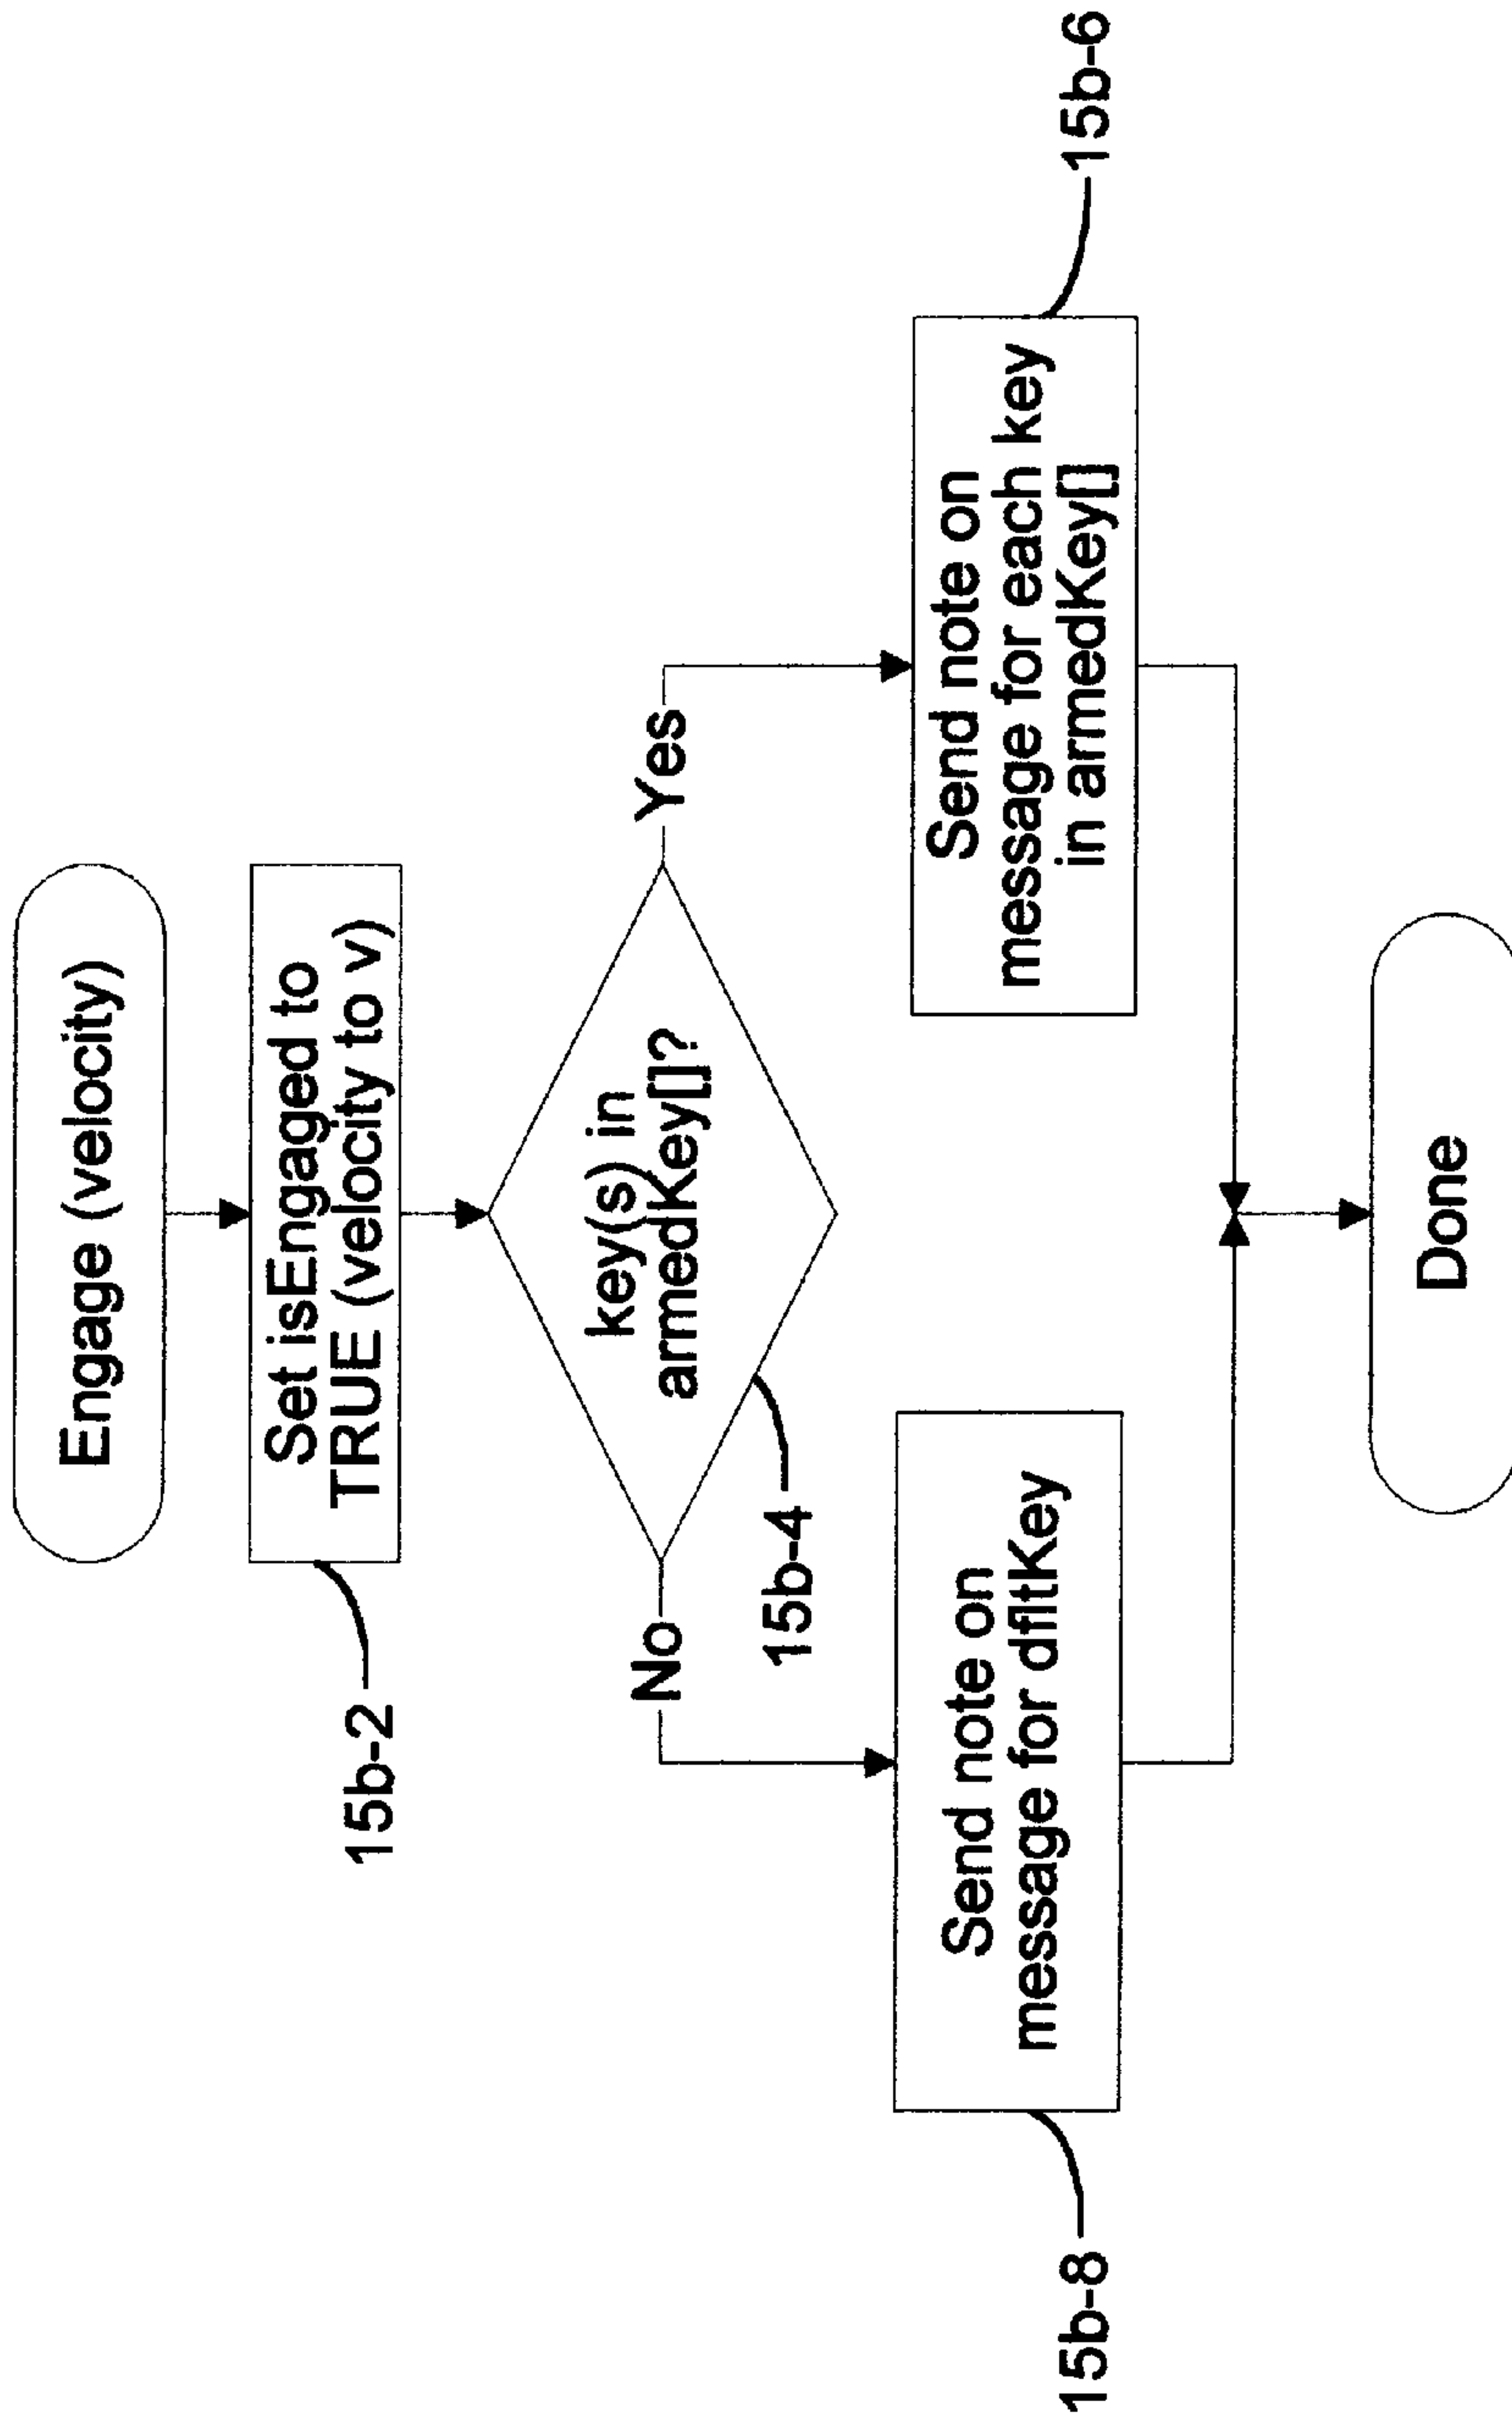 Engage (velocity)
Set isEngaged to
TRUE (velocity to v)
15b-2
key(s) in
armedKey[]?
No
Yes
15b-4
Send note on
message for dfltKey
15b-8
Send note on
message for each key
in armedKey[]
15b-6
Done